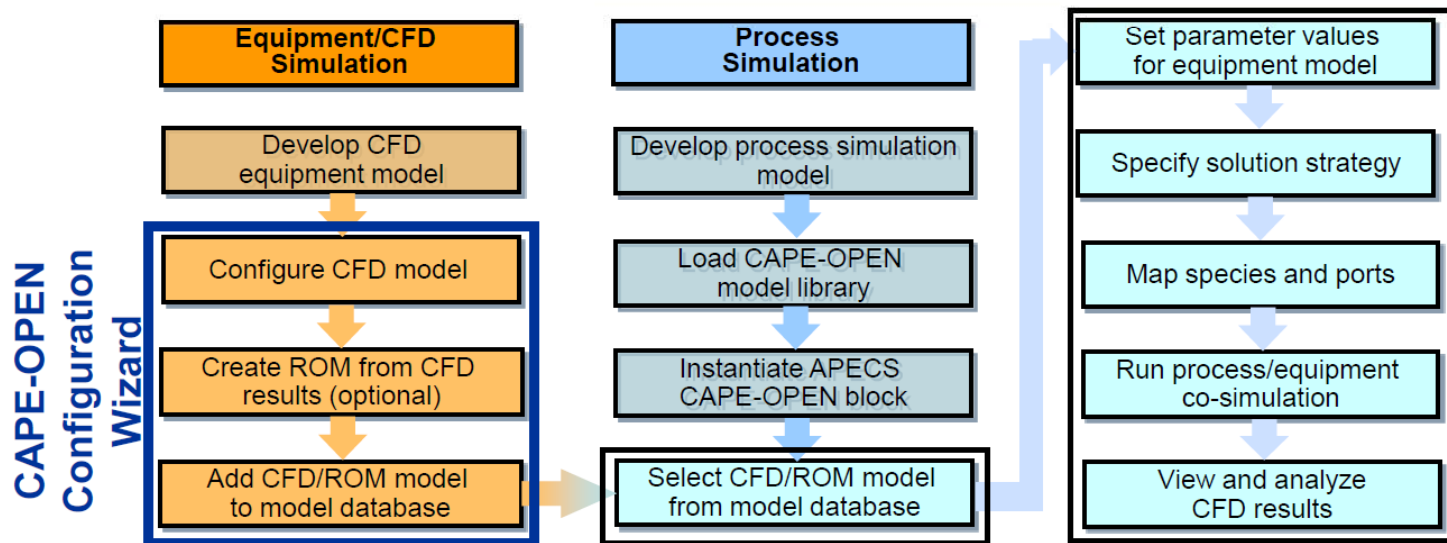 CAPE-OPEN
Configuration
Wizard
Equipment/CFD
Simulation
Develop CFD
equipment model
Configure CFD model
Create ROM from CFD
results (optional)
Add CFD/ROM model
to model database
Process
Simulation
Develop process simulation
model
Load CAPE-OPEN
model library
Instantiate APECS
CAPE-OPEN block
Select CFD/ROM model
from model database
Set parameter values
for equipment model
Specify solution strategy
Map species and ports
Run process/equipment
co-simulation
View and analyze
CFD results